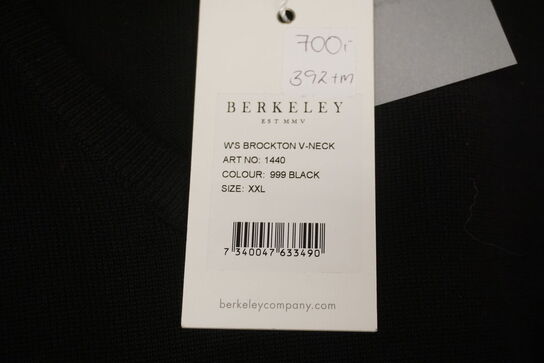 700:-
392+m
BERKELEY
EST MMV
W'S BROCKTON V-NECK
ART NO: 1440
COLOUR: 999 BLACK
SIZE: XXL
7 340047 633490
berkeleycompany.com